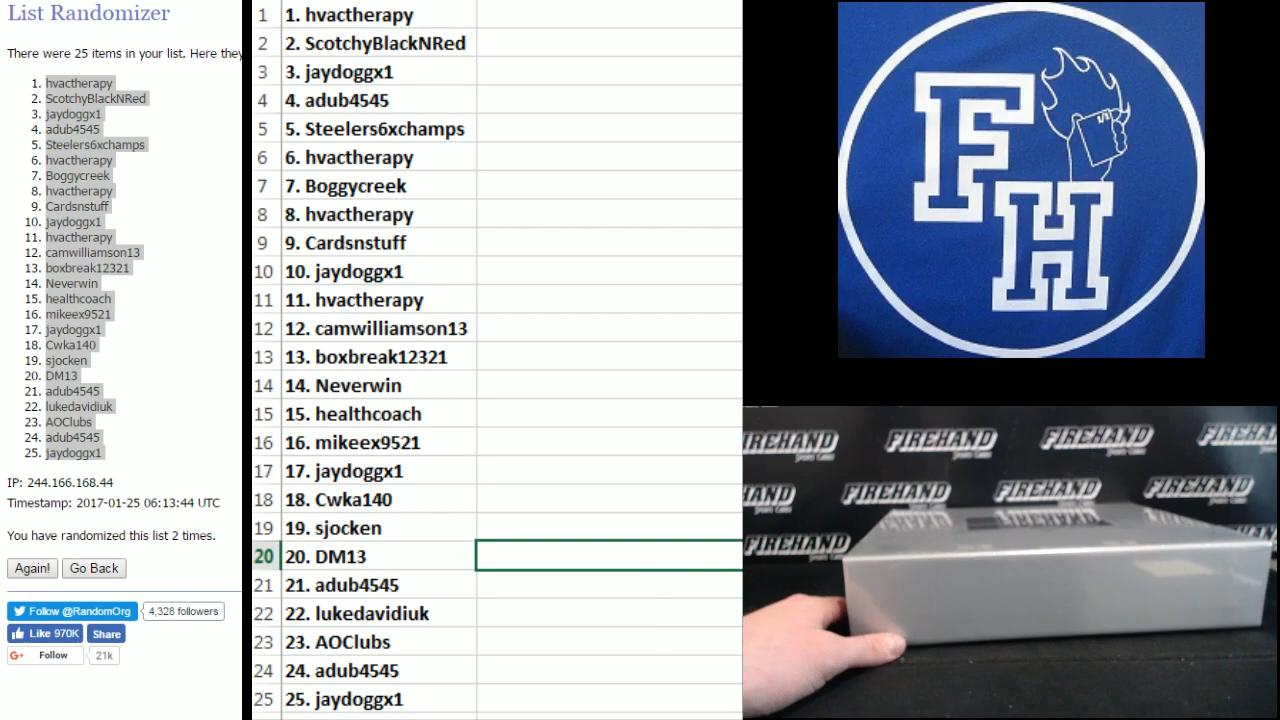 List Randomizer
There were 25 items in your list. Here they
1. hvactherapy
2. ScotchyBlackNRed
3. jaydoggx1
4. adub4545
5. Steelers6xchamps
6. hvactherapy
7. Boggycreek
8. hvactherapy
9. Cardsnstuff
10. jaydoggx1
11. hvactherapy
12. camwilliamson13
13. boxbreak12321
14. Neverwin
15. healthcoach
16. mikeex9521
17. jaydoggx1
18. Cwka140
19. sjocken
20. DM13
21. adub4545
22. lukedavidiuk
23. AOClubs
24. adub4545
25. jaydoggx1
IP: 244.166.168.44
Timestamp: 2017-01-25 06:13:44 UTC
You have randomized this list 2 times.
Again! Go Back
Follow @RandomOrg 4,328 followers
Like 970K Share
G+ Follow 21k
1 1. hvactherapy
2 2. ScotchyBlackNRed
3 3. jaydoggx1
4 4. adub4545
5 5. Steelers6xchamps
6 6. hvactherapy
7 7. Boggycreek
8 8. hvactherapy
9 9. Cardsnstuff
10 10. jaydoggx1
11 11. hvactherapy
12 12. camwilliamson13
13 13. boxbreak12321
14 14. Neverwin
15 15. healthcoach
16 16. mikeex9521
17 17. jaydoggx1
18 18. Cwka140
19 19. sjocken
20 20. DM13
21 21. adub4545
22 22. lukedavidiuk
23 23. AOClubs
24 24. adub4545
25 25. jaydoggx1
F
1/1
H
FIREHAND FIREHAND FIREHAND
FIREHAND FIREHAND FIREHAND
FIREHAND